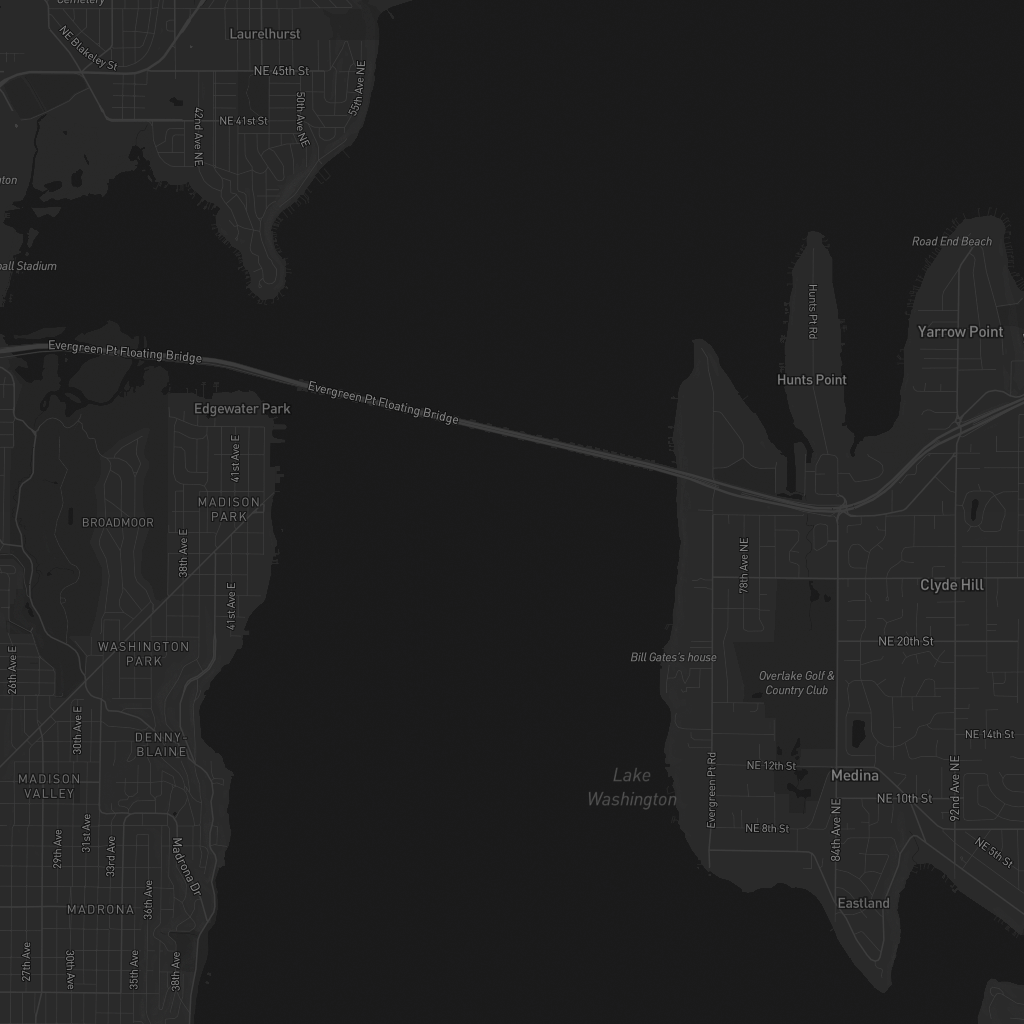 Cemetery
Laurelhurst
NE Blakeley St
NE 45th St
55th Ave NE
50th Ave NE
42nd Ave NE
NE 41st St
Road End Beach
Hunts Pt Rd
Yarrow Point
Evergreen Pt Floating Bridge
Hunts Point
Evergreen Pt Floating Bridge
Edgewater Park
41st Ave E
MADISON
PARK
BROADMOOR
38th Ave E
78th Ave NE
Clyde Hill
41st Ave E
NE 20th St
WASHINGTON
PARK
Bill Gates's house
26th Ave E
Overlake Golf &
Country Club
30th Ave E
DENNY-
BLAINE
NE 14th St
Lake
Washington
NE 12th St
Medina
MADISON
VALLEY
Evergreen Pt Rd
92nd Ave NE
NE 10th St
NE 8th St
84th Ave NE
29th Ave
31st Ave
33rd Ave
Madrona Dr
NE 5th St
36th Ave
MADRONA
Eastland
27th Ave
30th Ave
35th Ave
38th Ave